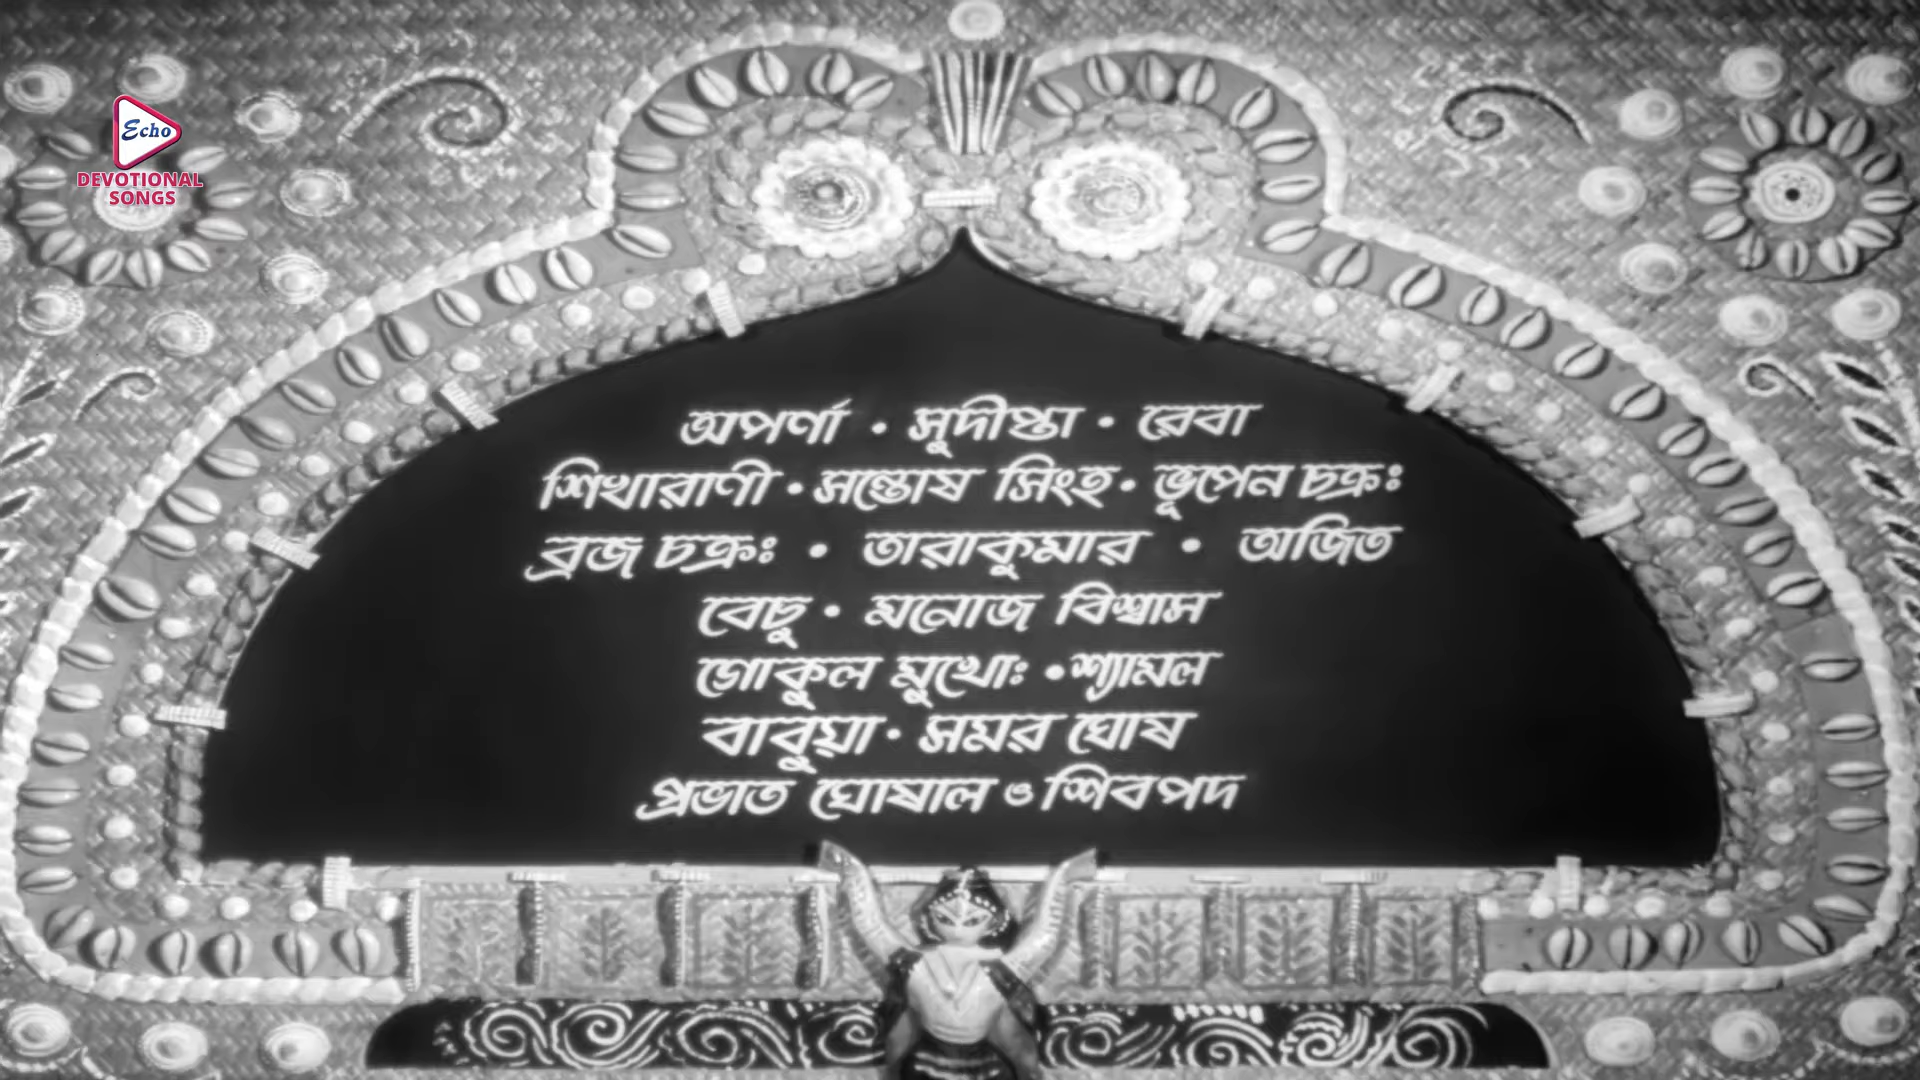 Echo
DEVOTIONAL
SONGS
অপর্ণা • সুদীপ্তা • রেবা
শিখারাণী • সন্তোষ সিংহ • ভূপেন চক্রঃ
ব্রজ চক্রঃ • তারাকুমার • অজিত
বেচু • মনোজ বিশ্বাস
গোকুল মুখোঃ • শ্যামল
বাবুয়া • সমর ঘোষ
প্রভাত ঘোষাল ও শিবপদ